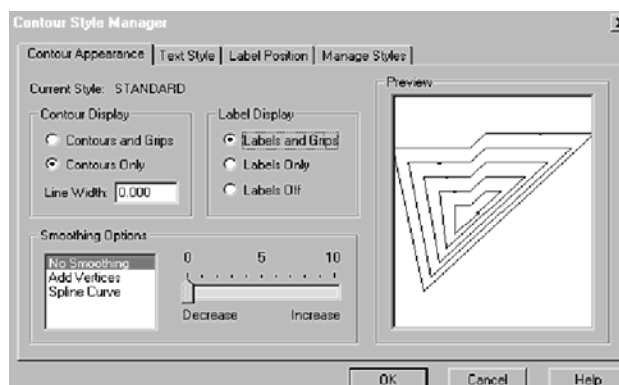 Contour Style Manager
Contour Appearance Text Style Label Position Manage Styles
Current Style: STANDARD
Contour Display
Contours and Grips
Contours Only
Line Width: 0.000
Label Display
Labels and Grips
Labels Only
Labels Off
Smoothing Options
No Smoothing
Add Vertices
Spline Curve
0 5 10
Decrease Increase
Preview
OK Cancel Help